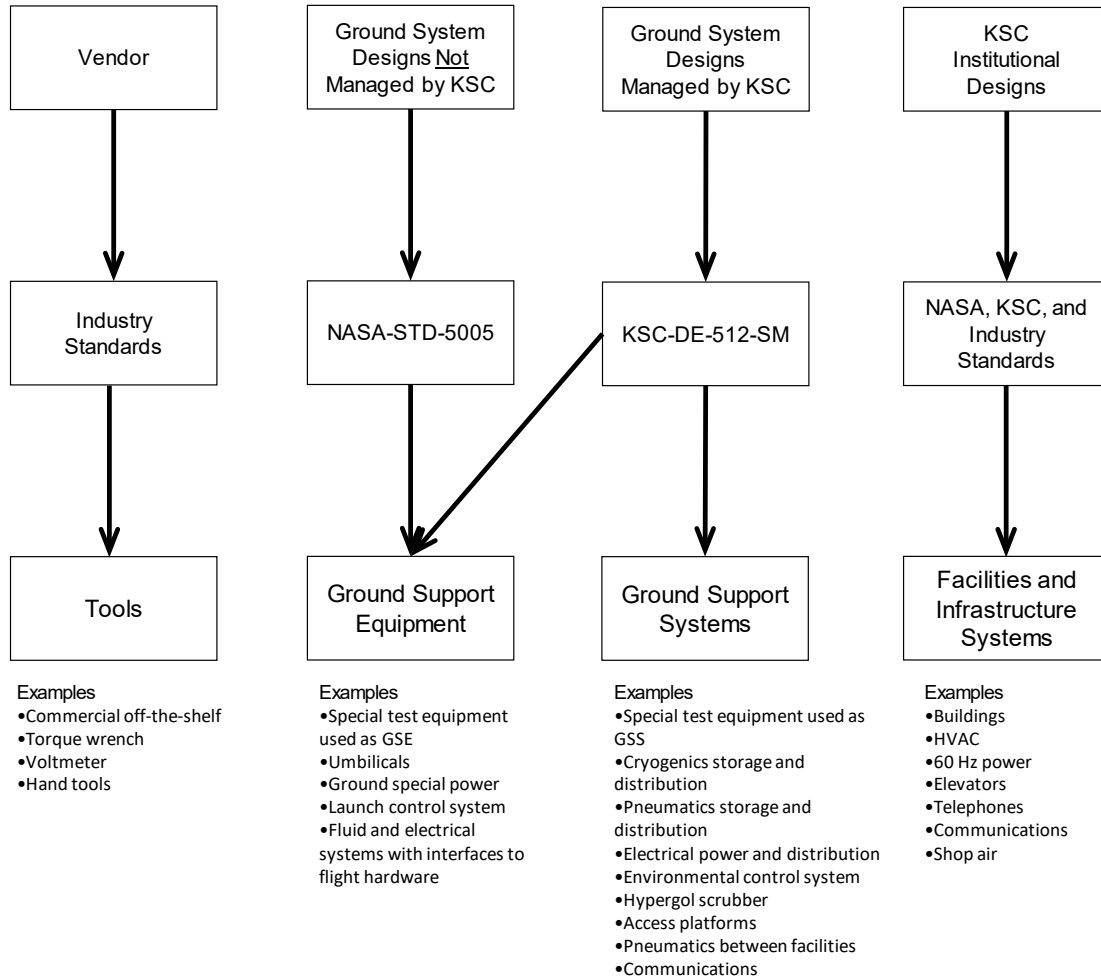 Vendor
Ground System
Designs Not
Managed by KSC
Ground System
Designs
Managed by KSC
KSC
Institutional
Designs
Industry
Standards
NASA-STD-5005
KSC-DE-512-SM
NASA, KSC, and
Industry
Standards
Tools
Ground Support
Equipment
Ground Support
Systems
Facilities and
Infrastructure
Systems
Examples
•Commercial off-the-shelf
•Torque wrench
•Voltmeter
•Hand tools
Examples
•Special test equipment
used as GSE
•Umbilicals
•Ground special power
•Launch control system
•Fluid and electrical
systems with interfaces to
flight hardware
Examples
•Special test equipment used as
GSS
•Cryogenics storage and
distribution
•Pneumatics storage and
distribution
•Electrical power and distribution
•Environmental control system
•Hypergol scrubber
•Access platforms
•Pneumatics between facilities
•Communications
Examples
•Buildings
•HVAC
•60 Hz power
•Elevators
•Telephones
•Communications
•Shop air